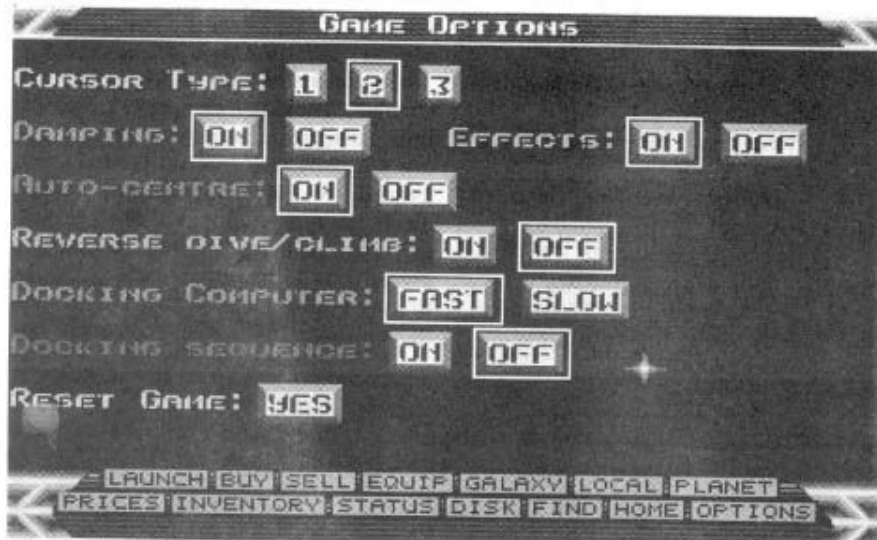 GAME OPTIONS
CURSOR TYPE: 1 2 3
DAMPING: ON OFF EFFECTS: ON OFF
AUTO-CENTRE: ON OFF
REVERSE DIVE/CLIMB: ON OFF
DOCKING COMPUTER: FAST SLOW
DOCKING SEQUENCE: ON OFF
RESET GAME: YES
LAUNCH BUY SELL EQUIP GALAXY LOCAL PLANET
PRICES INVENTORY STATUS DISK FIND HOME OPTIONS